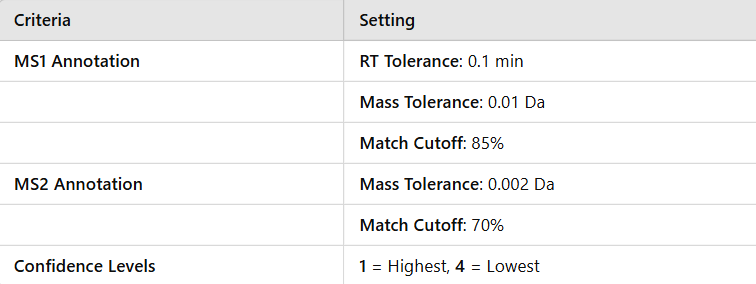 Criteria Setting
MS1 Annotation RT Tolerance: 0.1 min
Mass Tolerance: 0.01 Da
Match Cutoff: 85%
MS2 Annotation Mass Tolerance: 0.002 Da
Match Cutoff: 70%
Confidence Levels 1 = Highest, 4 = Lowest